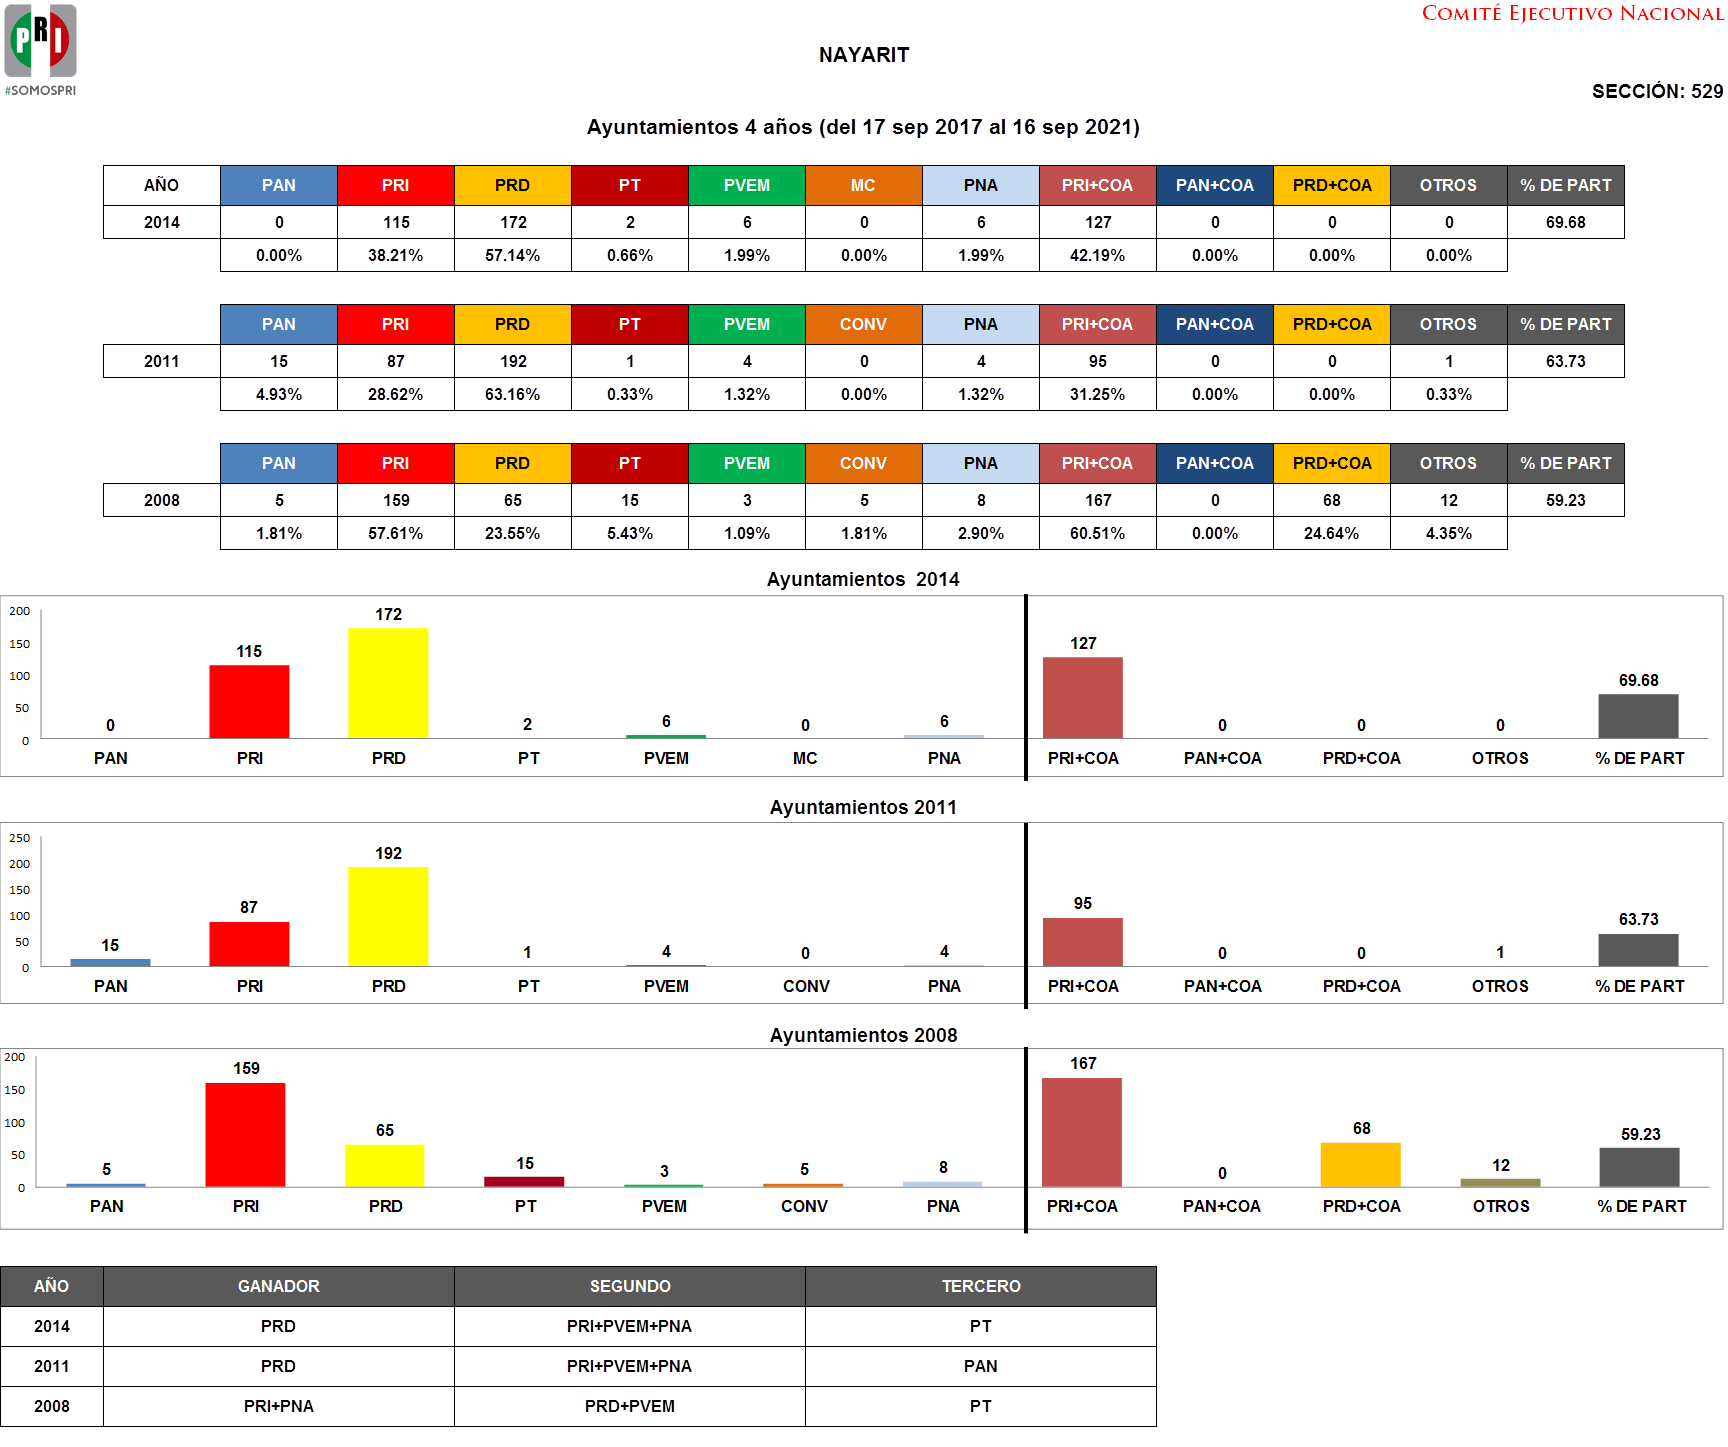 COMITÉ EJECUTIVO NACIONAL
PRI
#SOMOSPRI
NAYARIT
SECCIÓN: 529
Ayuntamientos 4 años (del 17 sep 2017 al 16 sep 2021)
AÑO PAN PRI PRD PT PVEM MC PNA PRI+COA PAN+COA PRD+COA OTROS % DE PART
2014 0 115 172 2 6 0 6 127 0 0 0 69.68
0.00% 38.21% 57.14% 0.66% 1.99% 0.00% 1.99% 42.19% 0.00% 0.00% 0.00%
PAN PRI PRD PT PVEM CONV PNA PRI+COA PAN+COA PRD+COA OTROS % DE PART
2011 15 87 192 1 4 0 4 95 0 0 1 63.73
4.93% 28.62% 63.16% 0.33% 1.32% 0.00% 1.32% 31.25% 0.00% 0.00% 0.33%
PAN PRI PRD PT PVEM CONV PNA PRI+COA PAN+COA PRD+COA OTROS % DE PART
2008 5 159 65 15 3 5 8 167 0 68 12 59.23
1.81% 57.61% 23.55% 5.43% 1.09% 1.81% 2.90% 60.51% 0.00% 24.64% 4.35%
Ayuntamientos 2014
200
150
100
50
0
0 115 172 2 6 0 6 127 0 0 0 69.68
PAN PRI PRD PT PVEM MC PNA PRI+COA PAN+COA PRD+COA OTROS % DE PART
Ayuntamientos 2011
250
200
150
100
50
0
15 87 192 1 4 0 4 95 0 0 1 63.73
PAN PRI PRD PT PVEM CONV PNA PRI+COA PAN+COA PRD+COA OTROS % DE PART
Ayuntamientos 2008
200
150
100
50
0
5 159 65 15 3 5 8 167 0 68 12 59.23
PAN PRI PRD PT PVEM CONV PNA PRI+COA PAN+COA PRD+COA OTROS % DE PART
AÑO GANADOR SEGUNDO TERCERO
2014 PRD PRI+PVEM+PNA PT
2011 PRD PRI+PVEM+PNA PAN
2008 PRI+PNA PRD+PVEM PT